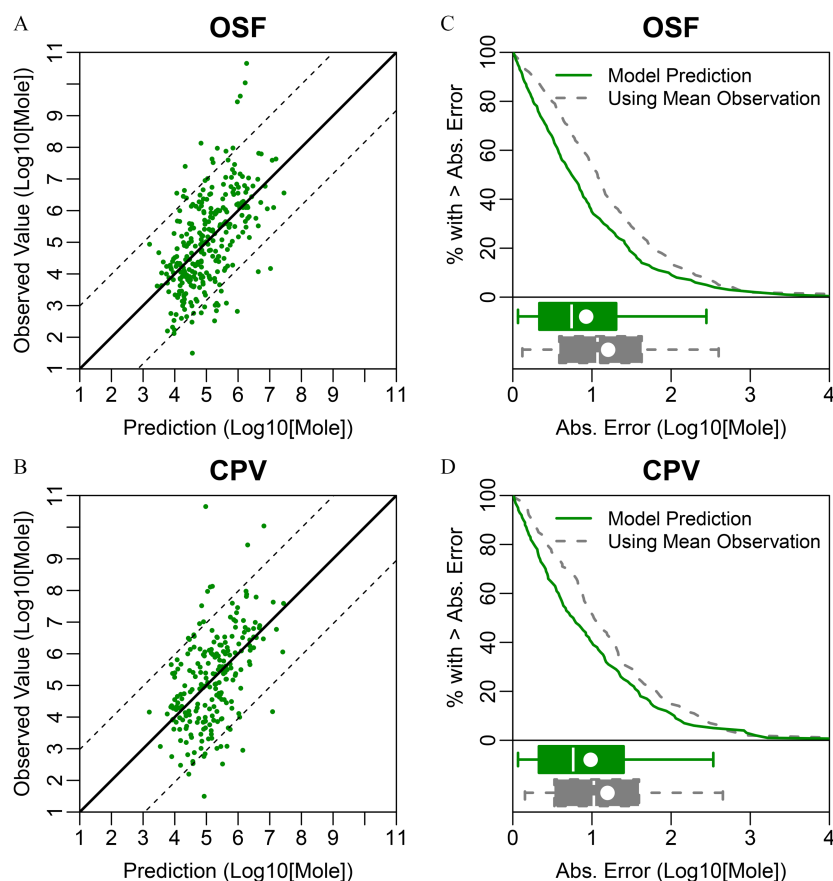 A
OSF
Observed Value (Log10[Mole])
1 2 3 4 5 6 7 8 9 11
1 2 3 4 5 6 7 8 9 11
Prediction (Log10[Mole])
C
OSF
% with > Abs. Error
0 20 40 60 80 100
Model Prediction
Using Mean Observation
0 1 2 3 4
Abs. Error (Log10[Mole])
B
CPV
Observed Value (Log10[Mole])
1 2 3 4 5 6 7 8 9 11
1 2 3 4 5 6 7 8 9 11
Prediction (Log10[Mole])
D
CPV
% with > Abs. Error
0 20 40 60 80 100
Model Prediction
Using Mean Observation
0 1 2 3 4
Abs. Error (Log10[Mole])